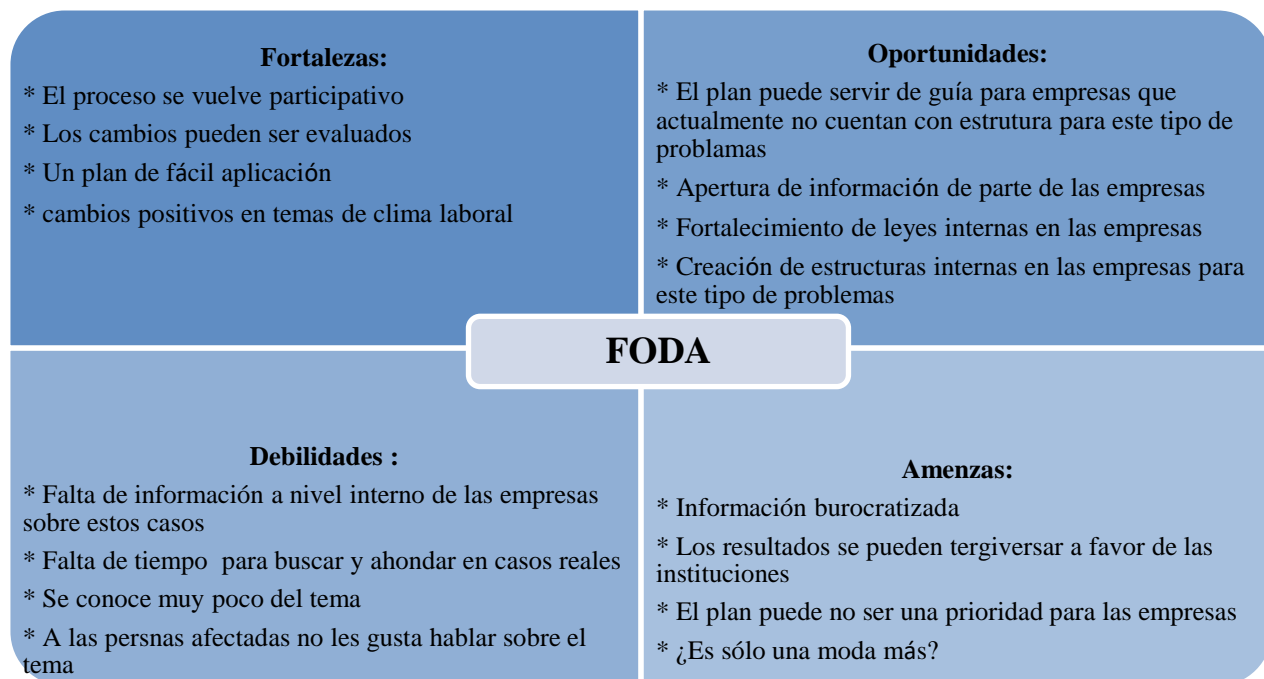 Fortalezas:
* El proceso se vuelve participativo
* Los cambios pueden ser evaluados
* Un plan de fácil aplicación
* cambios positivos en temas de clima laboral
Oportunidades:
* El plan puede servir de guía para empresas que
actualmente no cuentan con estrutura para este tipo de
problamas
* Apertura de información de parte de las empresas
* Fortalecimiento de leyes internas en las empresas
* Creación de estructuras internas en las empresas para
este tipo de problemas
FODA
Debilidades :
* Falta de información a nivel interno de las empresas
sobre estos casos
* Falta de tiempo  para buscar y ahondar en casos reales
* Se conoce muy poco del tema
* A las persnas afectadas no les gusta hablar sobre el
tema
Amenzas:
* Información burocratizada
* Los resultados se pueden tergiversar a favor de las
instituciones
* El plan puede no ser una prioridad para las empresas
* ¿Es sólo una moda más?